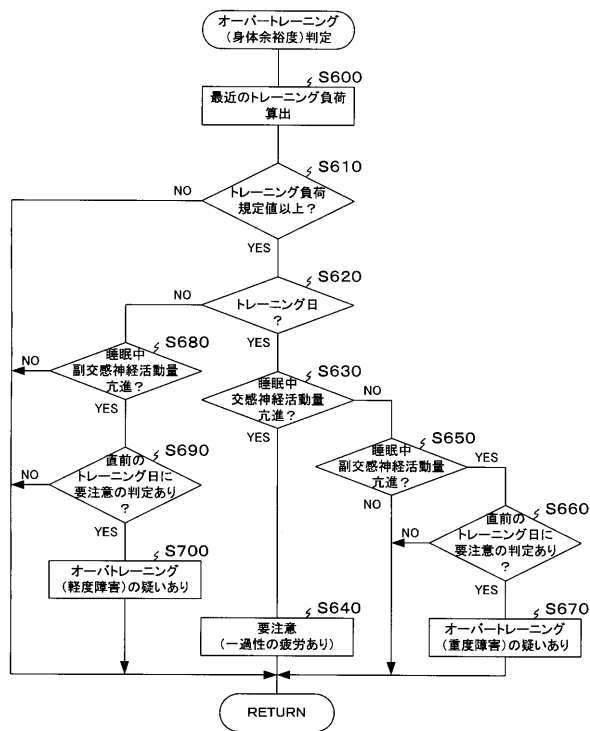 オーバートレーニング
(身体余裕度)判定
S600
最近のトレーニング負荷
算出
S610
トレーニング負荷
規定値以上?
NO
YES
S620
トレーニング日
?
NO
YES
S680
睡眠中
副交感神経活動量
亢進?
NO
YES
S630
睡眠中
交感神経活動量
亢進?
NO
YES
S690
直前の
トレーニング日に
要注意の判定あり
?
NO
YES
S650
睡眠中
副交感神経活動量
亢進?
YES
NO
S660
直前の
トレーニング日に
要注意の判定あり
?
NO
YES
S700
オーバトレーニング
(軽度障害)の疑いあり
S640
要注意
(一過性の疲労あり)
S670
オーバートレーニング
(重度障害)の疑いあり
RETURN